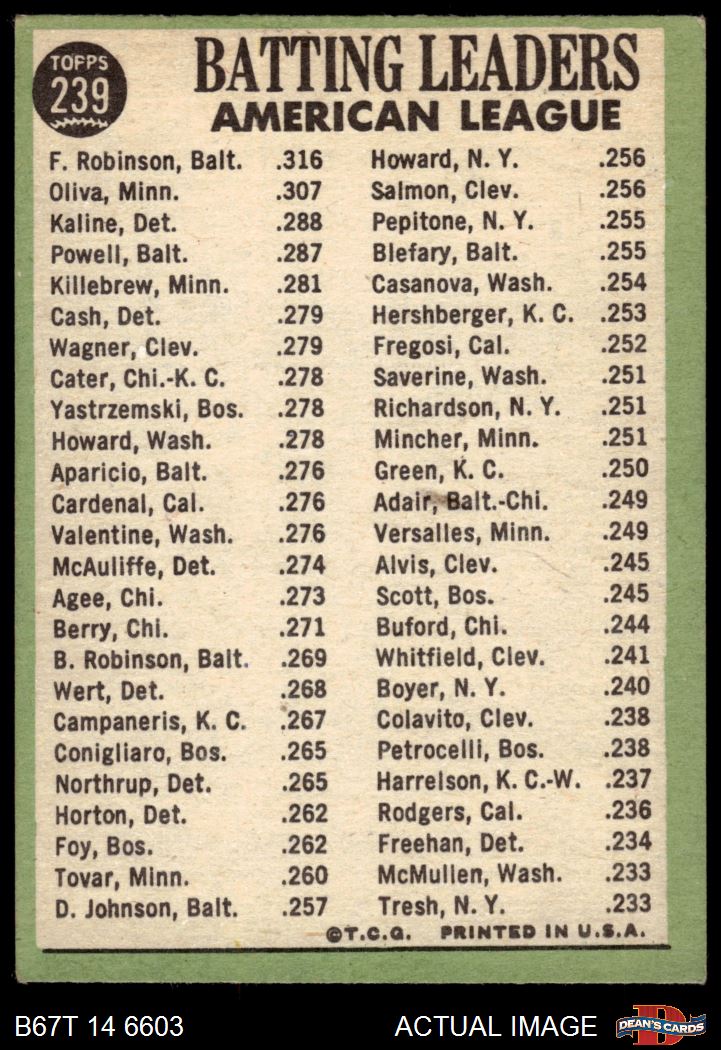 TOPPS
239
BATTING LEADERS
AMERICAN LEAGUE
F. Robinson, Balt. .316
Oliva, Minn. .307
Kaline, Det. .288
Powell, Balt. .287
Killebrew, Minn. .281
Cash, Det. .279
Wagner, Clev. .279
Cater, Chi.-K. C. .278
Yastrzemski, Bos. .278
Howard, Wash. .278
Aparicio, Balt. .276
Cardenal, Cal. .276
Valentine, Wash. .276
McAuliffe, Det. .274
Agee, Chi. .273
Berry, Chi. .271
B. Robinson, Balt. .269
Wert, Det. .268
Campaneris, K. C. .267
Conigliaro, Bos. .265
Northrup, Det. .265
Horton, Det. .262
Foy, Bos. .262
Tovar, Minn. .260
D. Johnson, Balt. .257
Howard, N. Y. .256
Salmon, Clev. .256
Pepitone, N. Y. .255
Blefary, Balt. .255
Casanova, Wash. .254
Hershberger, K. C. .253
Fregosi, Cal. .252
Saverine, Wash. .251
Richardson, N. Y. .251
Mincher, Minn. .251
Green, K. C. .250
Adair, Balt.-Chi. .249
Versalles, Minn. .249
Alvis, Clev. .245
Scott, Bos. .245
Buford, Chi. .244
Whitfield, Clev. .241
Boyer, N. Y. .240
Colavito, Clev. .238
Petrocelli, Bos. .238
Harrelson, K. C.-W. .237
Rodgers, Cal. .236
Freehan, Det. .234
McMullen, Wash. .233
Tresh, N. Y. .233
©T.C.G. PRINTED IN U.S.A.
B67T 14 6603 ACTUAL IMAGE
D
DEAN'S CARDS